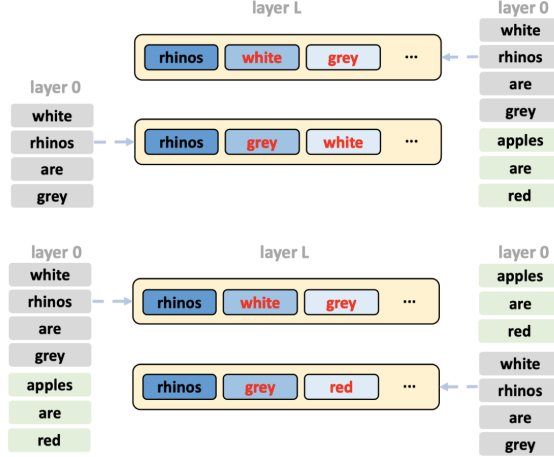 layer L
layer 0
white
rhinos white grey ...
rhinos
are
grey
apples
are
red
layer 0
white
rhinos
are
grey
rhinos grey white ...
layer 0
layer L
layer 0
white
rhinos
are
grey
apples
are
red
rhinos white grey ...
rhinos grey red ...
apples
are
red
white
rhinos
are
grey